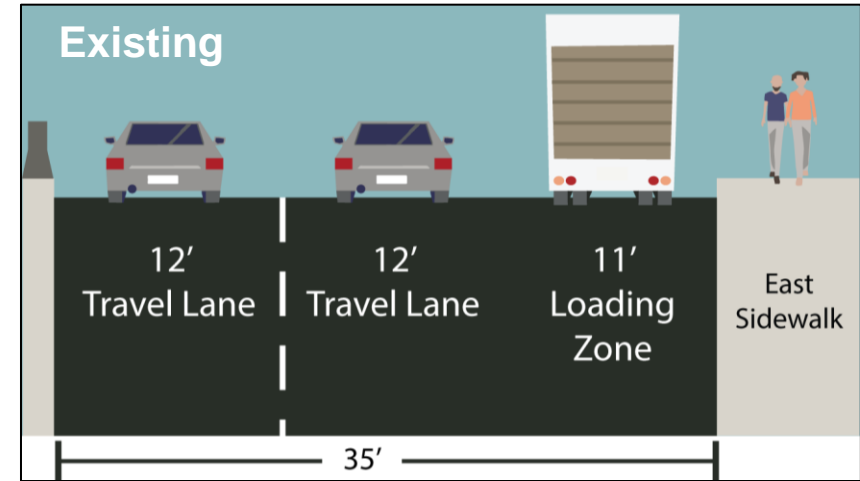 Existing
12’
Travel Lane
12’
Travel Lane
11’
Loading
Zone
East
Sidewalk
35’